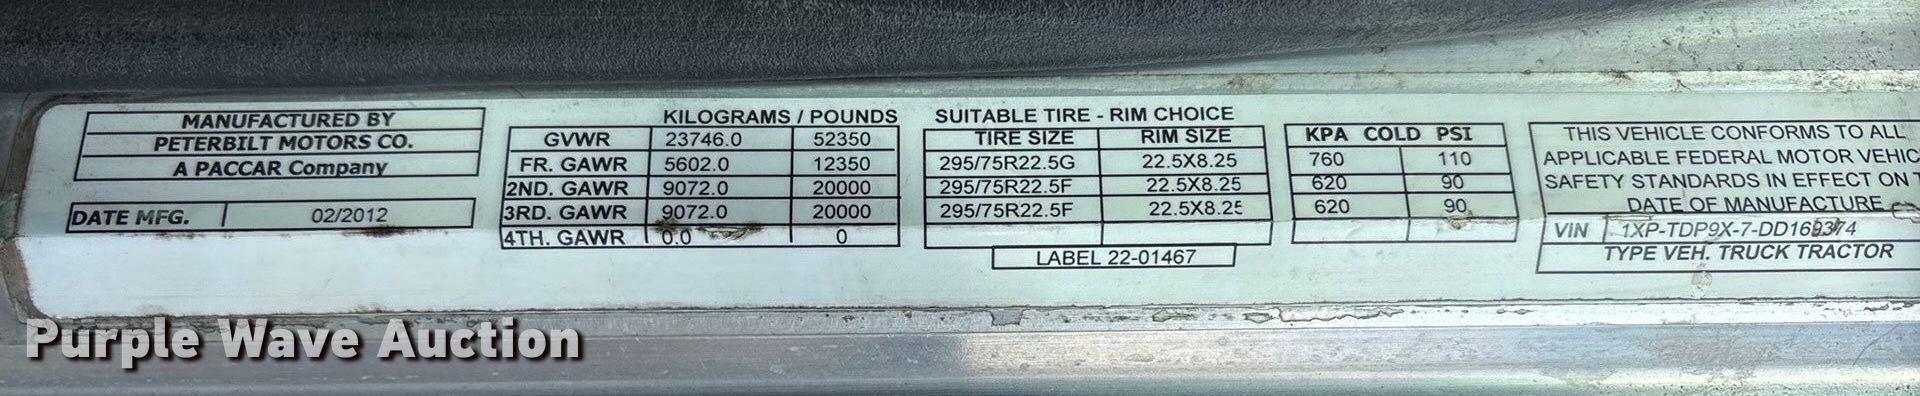 MANUFACTURED BY
PETERBILT MOTORS CO.
A PACCAR Company
DATE MFG. 02/2012
KILOGRAMS / POUNDS
GVWR 23746.0 52350
FR. GAWR 5602.0 12350
2ND. GAWR 9072.0 20000
3RD. GAWR 9072.0 20000
4TH. GAWR 0.0 0
SUITABLE TIRE - RIM CHOICE
TIRE SIZE RIM SIZE
295/75R22.5G 22.5X8.25
295/75R22.5F 22.5X8.25
295/75R22.5F 22.5X8.25
LABEL 22-01467
KPA COLD PSI
760 110
620 90
620 90
THIS VEHICLE CONFORMS TO ALL
APPLICABLE FEDERAL MOTOR VEHIC
SAFETY STANDARDS IN EFFECT ON T
DATE OF MANUFACTURE
VIN 1XP-TDP9X-7-DD169374
TYPE VEH. TRUCK TRACTOR
Purple Wave Auction